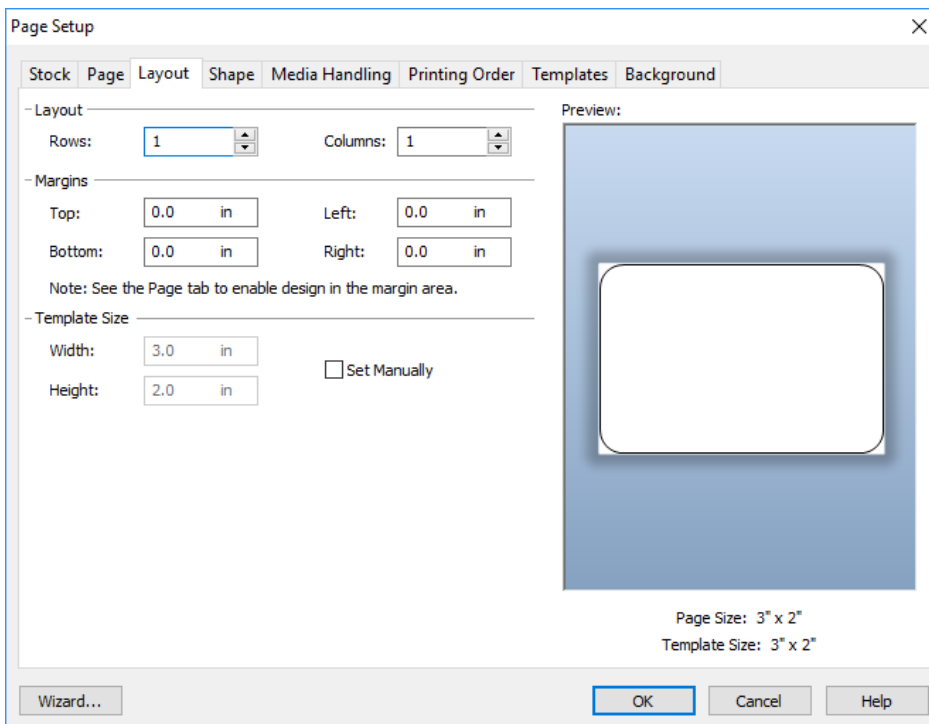 Page Setup
Stock Page Layout Shape Media Handling Printing Order Templates Background
Layout
Rows: 1 Columns: 1
Margins
Top: 0.0 in Left: 0.0 in
Bottom: 0.0 in Right: 0.0 in
Note: See the Page tab to enable design in the margin area.
Template Size
Width: 3.0 in
Set Manually
Height: 2.0 in
Preview:
Page Size: 3" x 2"
Template Size: 3" x 2"
Wizard... OK Cancel Help